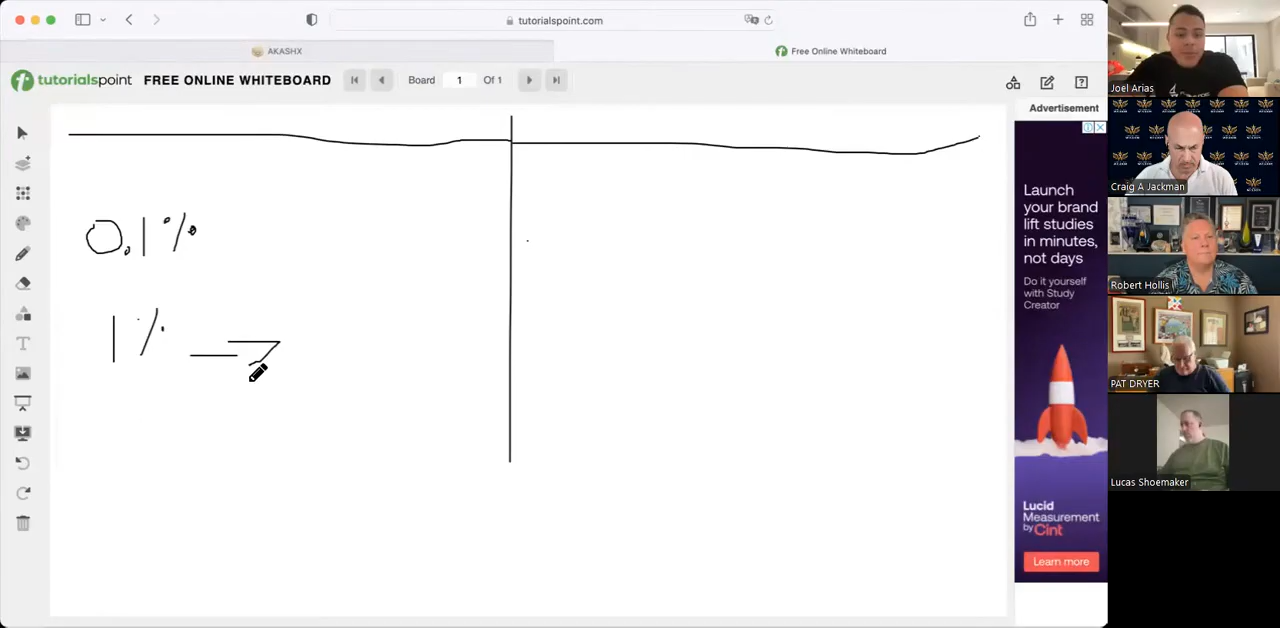 tutorialspoint.com
AKASHX
Free Online Whiteboard
tutorialspoint FREE ONLINE WHITEBOARD
Board 1 Of 1
Advertisement
0.1%
1%
Launch
your brand
lift studies
in minutes,
not days
Do it yourself
with Study
Creator
Lucid
Measurement
by Cint
Learn more
Joel Arias
Craig A Jackman
Robert Hollis
PAT DRYER
Lucas Shoemaker